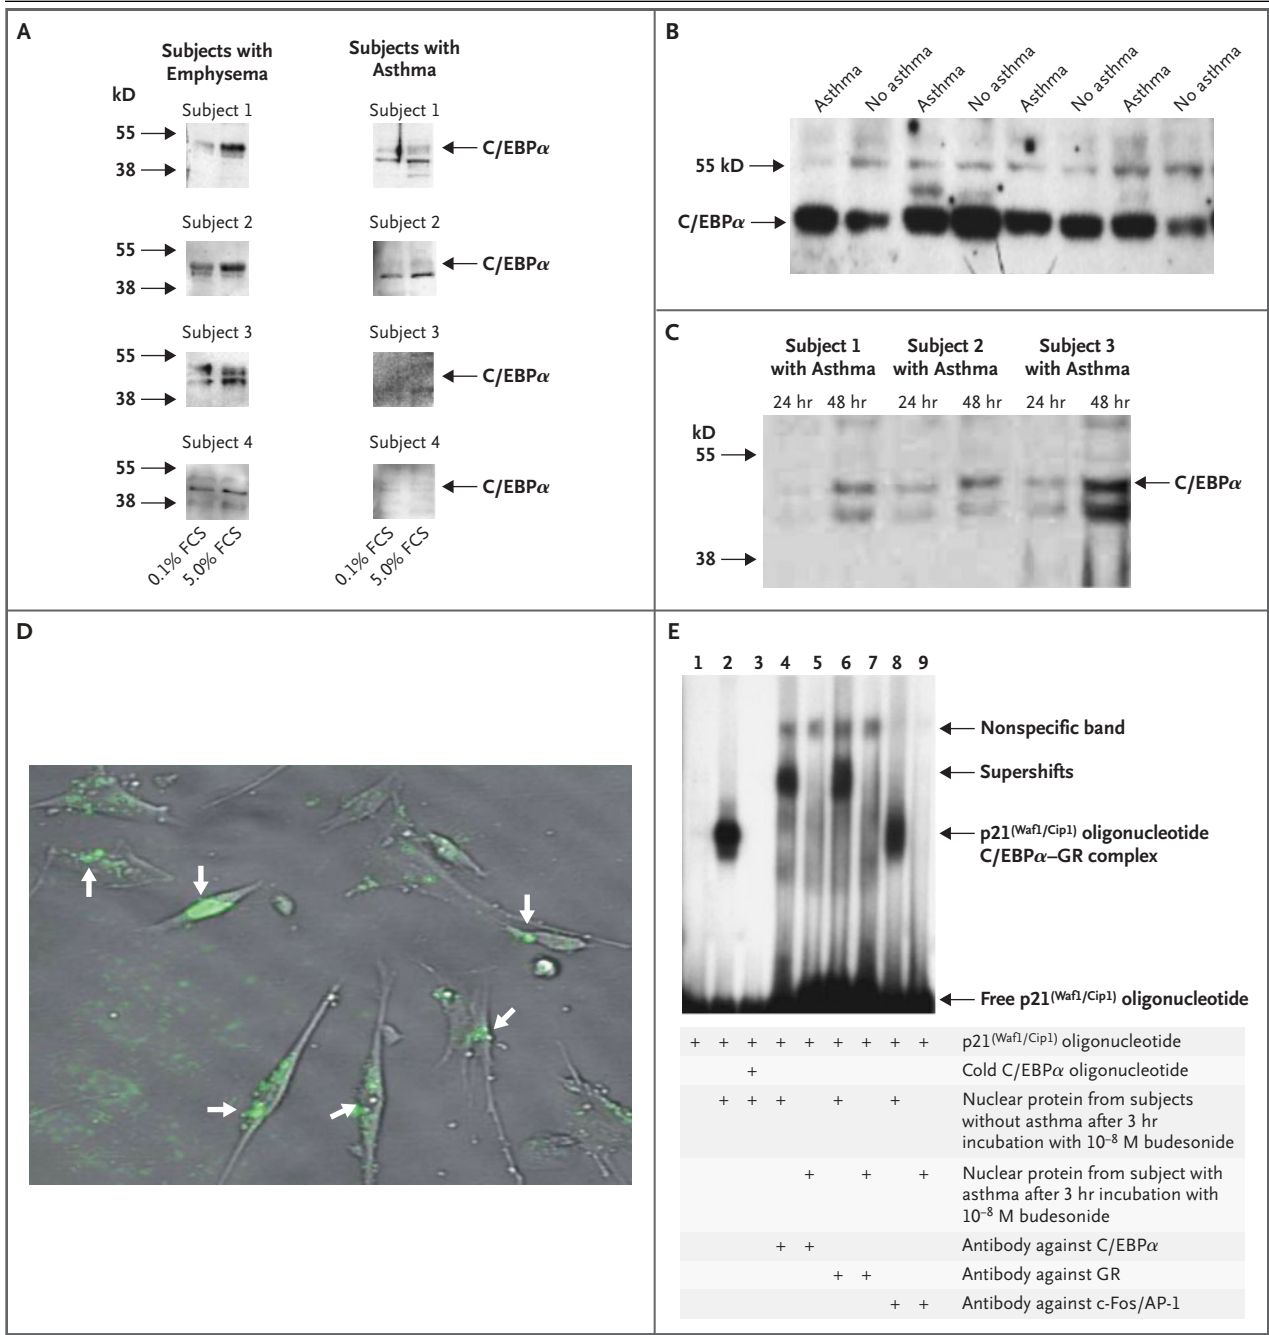 A
Subjects with
Emphysema
Subjects with
Asthma
kD
Subject 1
Subject 1
55
38
C/EBPα
Subject 2
Subject 2
55
38
C/EBPα
Subject 3
Subject 3
55
38
C/EBPα
Subject 4
Subject 4
55
38
C/EBPα
0.1% FCS
5.0% FCS
0.1% FCS
5.0% FCS
B
Asthma
No asthma
Asthma
No asthma
Asthma
No asthma
Asthma
No asthma
55 kD
C/EBPα
C
Subject 1
with Asthma
Subject 2
with Asthma
Subject 3
with Asthma
24 hr 48 hr 24 hr 48 hr 24 hr 48 hr
kD
55
C/EBPα
38
D
E
1 2 3 4 5 6 7 8 9
Nonspecific band
Supershifts
p21(Waf1/Cip1) oligonucleotide
C/EBPα–GR complex
Free p21(Waf1/Cip1) oligonucleotide
+ + + + + + + + + p21(Waf1/Cip1) oligonucleotide
+ Cold C/EBPα oligonucleotide
+ + + + + Nuclear protein from subjects
without asthma after 3 hr
incubation with 10–8 M budesonide
+ + + Nuclear protein from subject with
asthma after 3 hr incubation with
10–8 M budesonide
+ + Antibody against C/EBPα
+ + Antibody against GR
+ + Antibody against c-Fos/AP-1